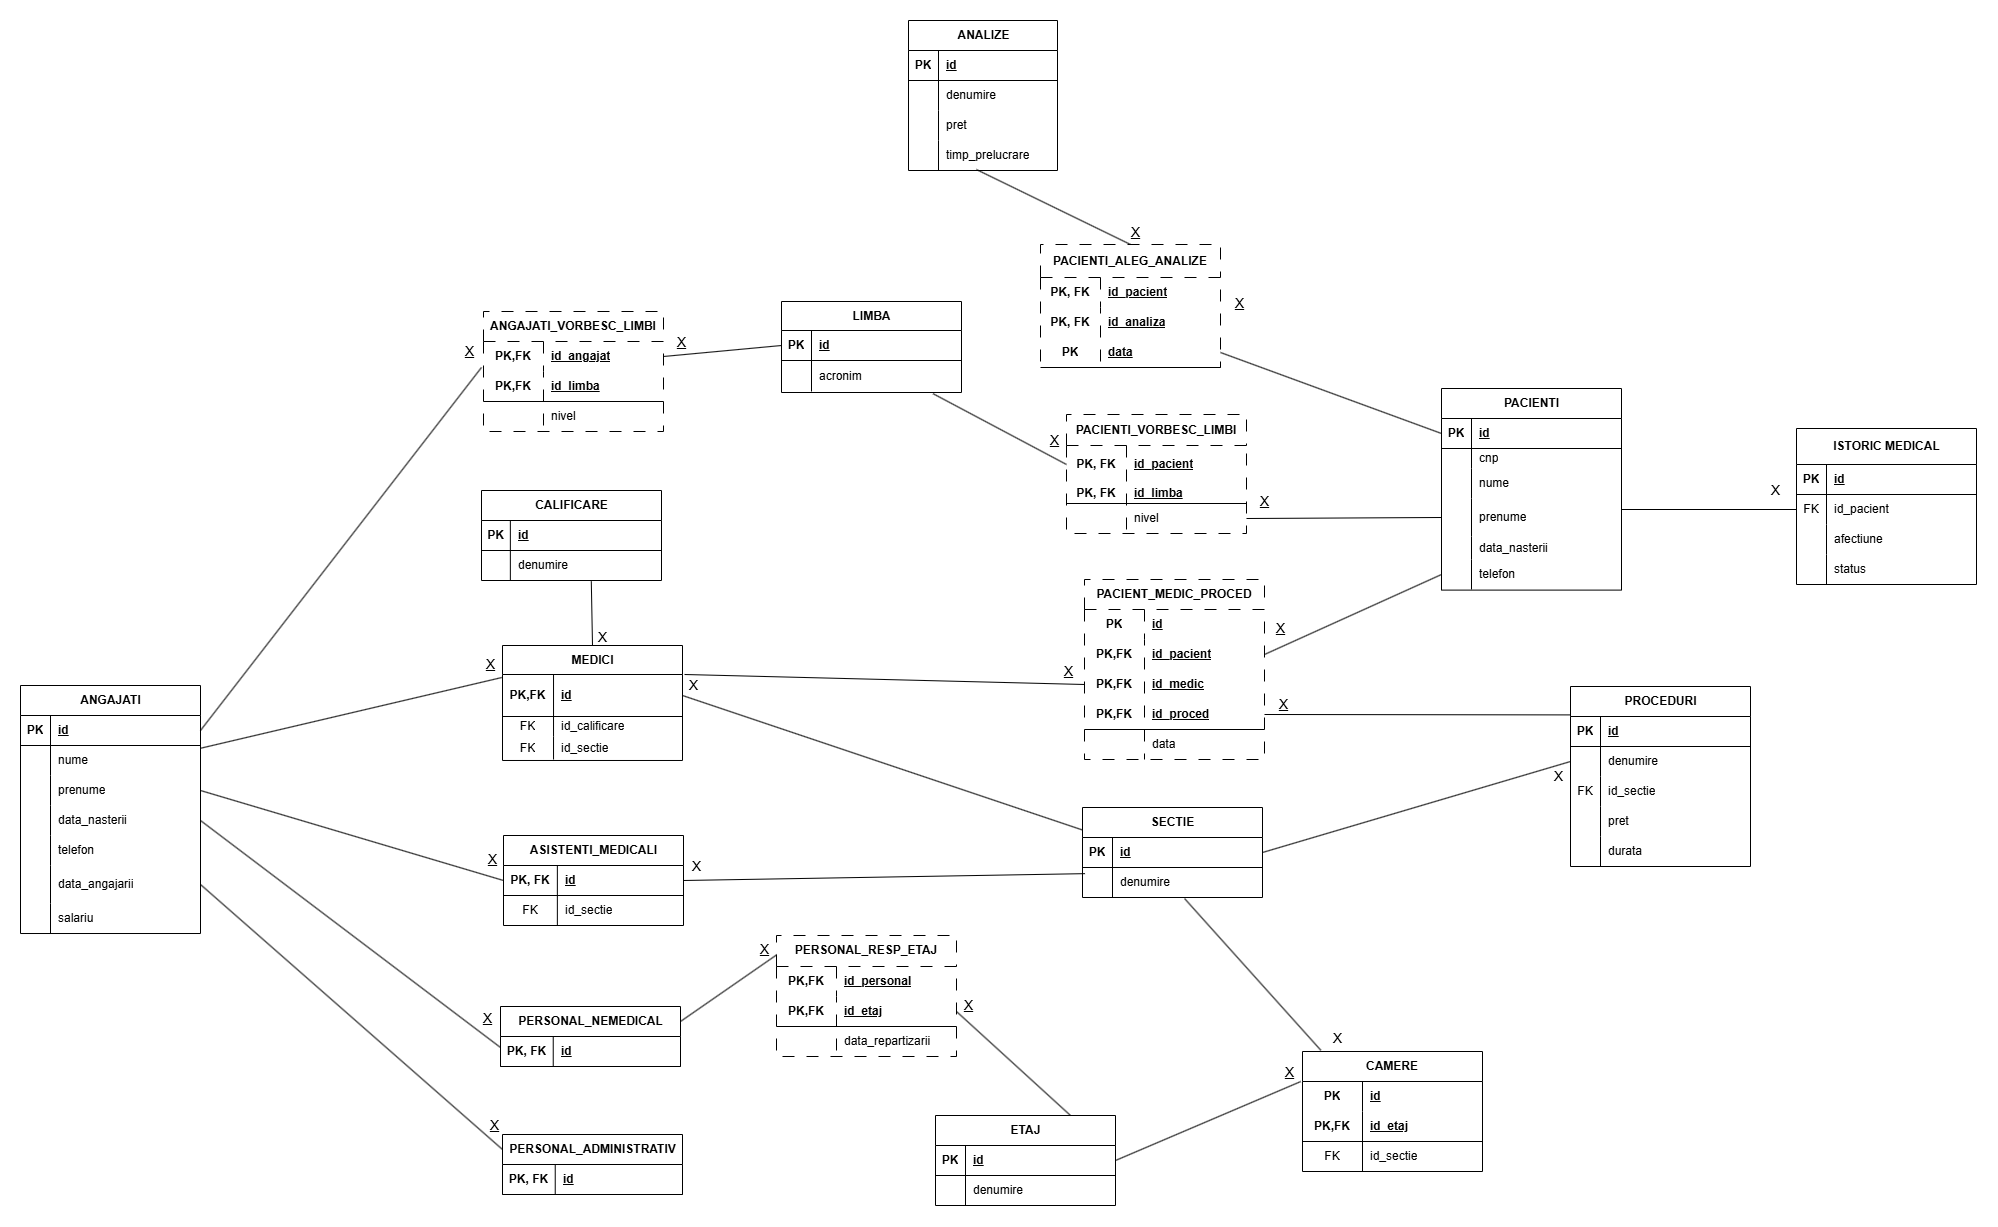 ANALIZE
PK id
denumire
pret
timp_prelucrare
X
PACIENTI_ALEG_ANALIZE
PK, FK id_pacient
PK, FK id_analiza
PK data
X
ANGAJATI_VORBESC_LIMBI
PK,FK id_angajat
PK,FK id_limba
nivel
X
X
LIMBA
PK id
acronim
X
PACIENTI_VORBESC_LIMBI
PK, FK id_pacient
PK, FK id_limba
nivel
X
PACIENTI
PK id
cnp
nume
prenume
data_nasterii
telefon
X
ISTORIC MEDICAL
PK id
FK id_pacient
afectiune
status
CALIFICARE
PK id
denumire
X
MEDICI
PK,FK id
FK id_calificare
FK id_sectie
X
X
X
PACIENT_MEDIC_PROCED
PK id
PK,FK id_pacient
PK,FK id_medic
PK,FK id_proced
data
X
X
ANGAJATI
PK id
nume
prenume
data_nasterii
telefon
data_angajarii
salariu
PROCEDURI
PK id
denumire
FK id_sectie
pret
durata
X
SECTIE
PK id
denumire
X
ASISTENTI_MEDICALI
PK, FK id
FK id_sectie
X
X
PERSONAL_RESP_ETAJ
PK,FK id_personal
PK,FK id_etaj
data_repartizarii
X
X
PERSONAL_NEMEDICAL
PK, FK id
X
CAMERE
PK id
PK,FK id_etaj
FK id_sectie
X
X
PERSONAL_ADMINISTRATIV
PK, FK id
ETAJ
PK id
denumire